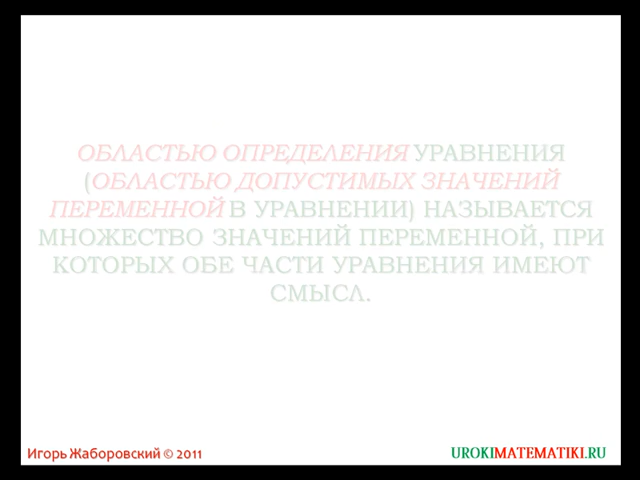 ОБЛАСТЬЮ ОПРЕДЕЛЕНИЯ УРАВНЕНИЯ
(ОБЛАСТЬЮ ДОПУСТИМЫХ ЗНАЧЕНИЙ
ПЕРЕМЕННОЙ В УРАВНЕНИИ) НАЗЫВАЕТСЯ
МНОЖЕСТВО ЗНАЧЕНИЙ ПЕРЕМЕННОЙ, ПРИ
КОТОРЫХ ОБЕ ЧАСТИ УРАВНЕНИЯ ИМЕЮТ
СМЫСЛ.
Игорь Жаборовский © 2011
UROKIMATEMATIKI.RU